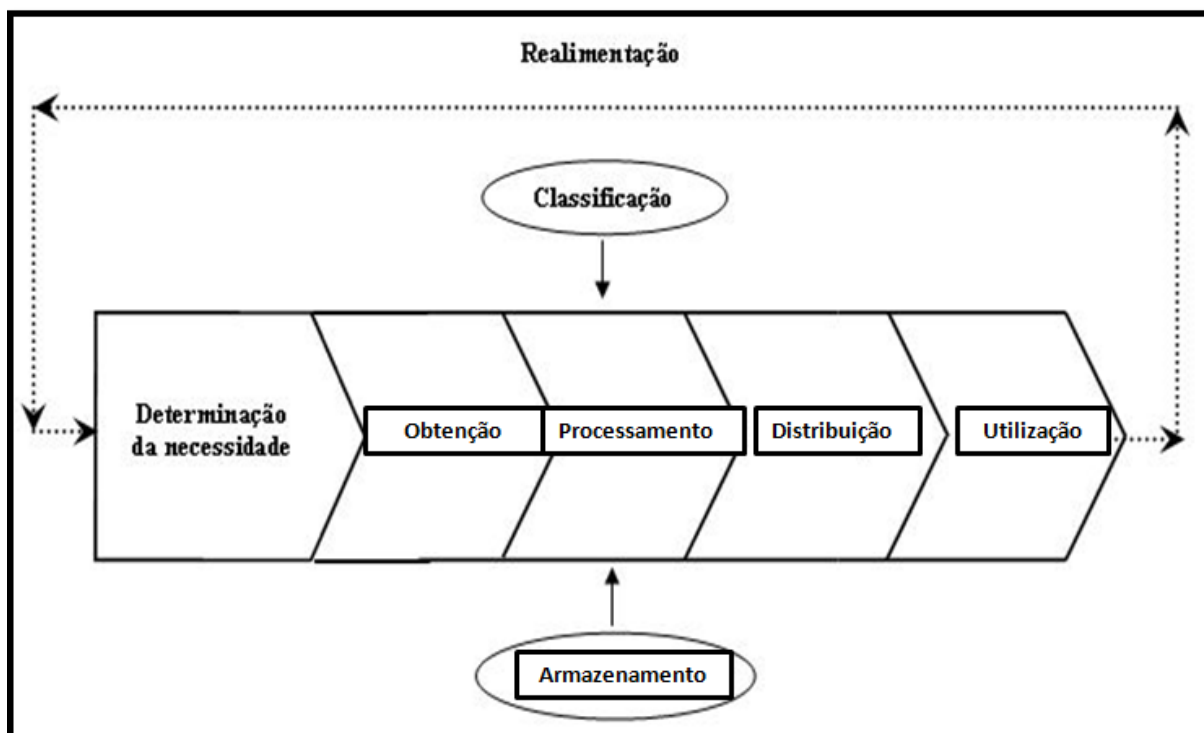 Realimentação
Classificação
Determinação
da necessidade
Obtenção
Processamento
Distribuição
Utilização
Armazenamento